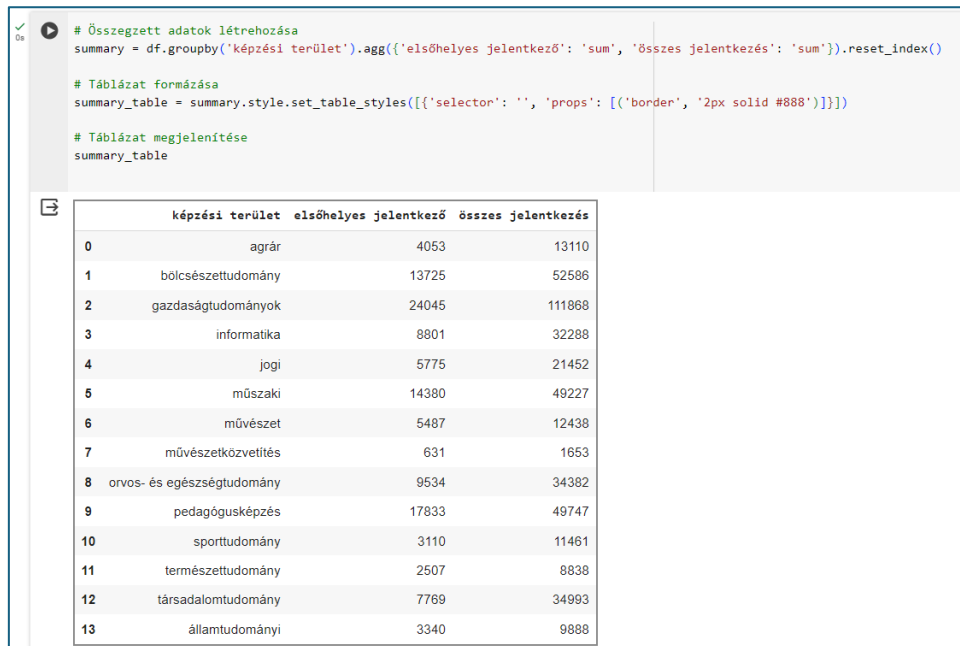 # Összegzett adatok létrehozása
0s summary = df.groupby('képzési terület').agg({'elsőhelyes jelentkező': 'sum', 'összes jelentkezés': 'sum'}).reset_index()
# Táblázat formázása
summary_table = summary.style.set_table_styles([{'selector': '', 'props': [('border', '2px solid #888')]}])
# Táblázat megjelenítése
summary_table
képzési terület elsőhelyes jelentkező összes jelentkezés
0 agrár 4053 13110
1 bölcsészettudomány 13725 52586
2 gazdaságtudományok 24045 111868
3 informatika 8801 32288
4 jogi 5775 21452
5 műszaki 14380 49227
6 művészet 5487 12438
7 művészetközvetítés 631 1653
8 orvos- és egészségtudomány 9534 34382
9 pedagógusképzés 17833 49747
10 sporttudomány 3110 11461
11 természettudomány 2507 8838
12 társadalomtudomány 7769 34993
13 államtudományi 3340 9888